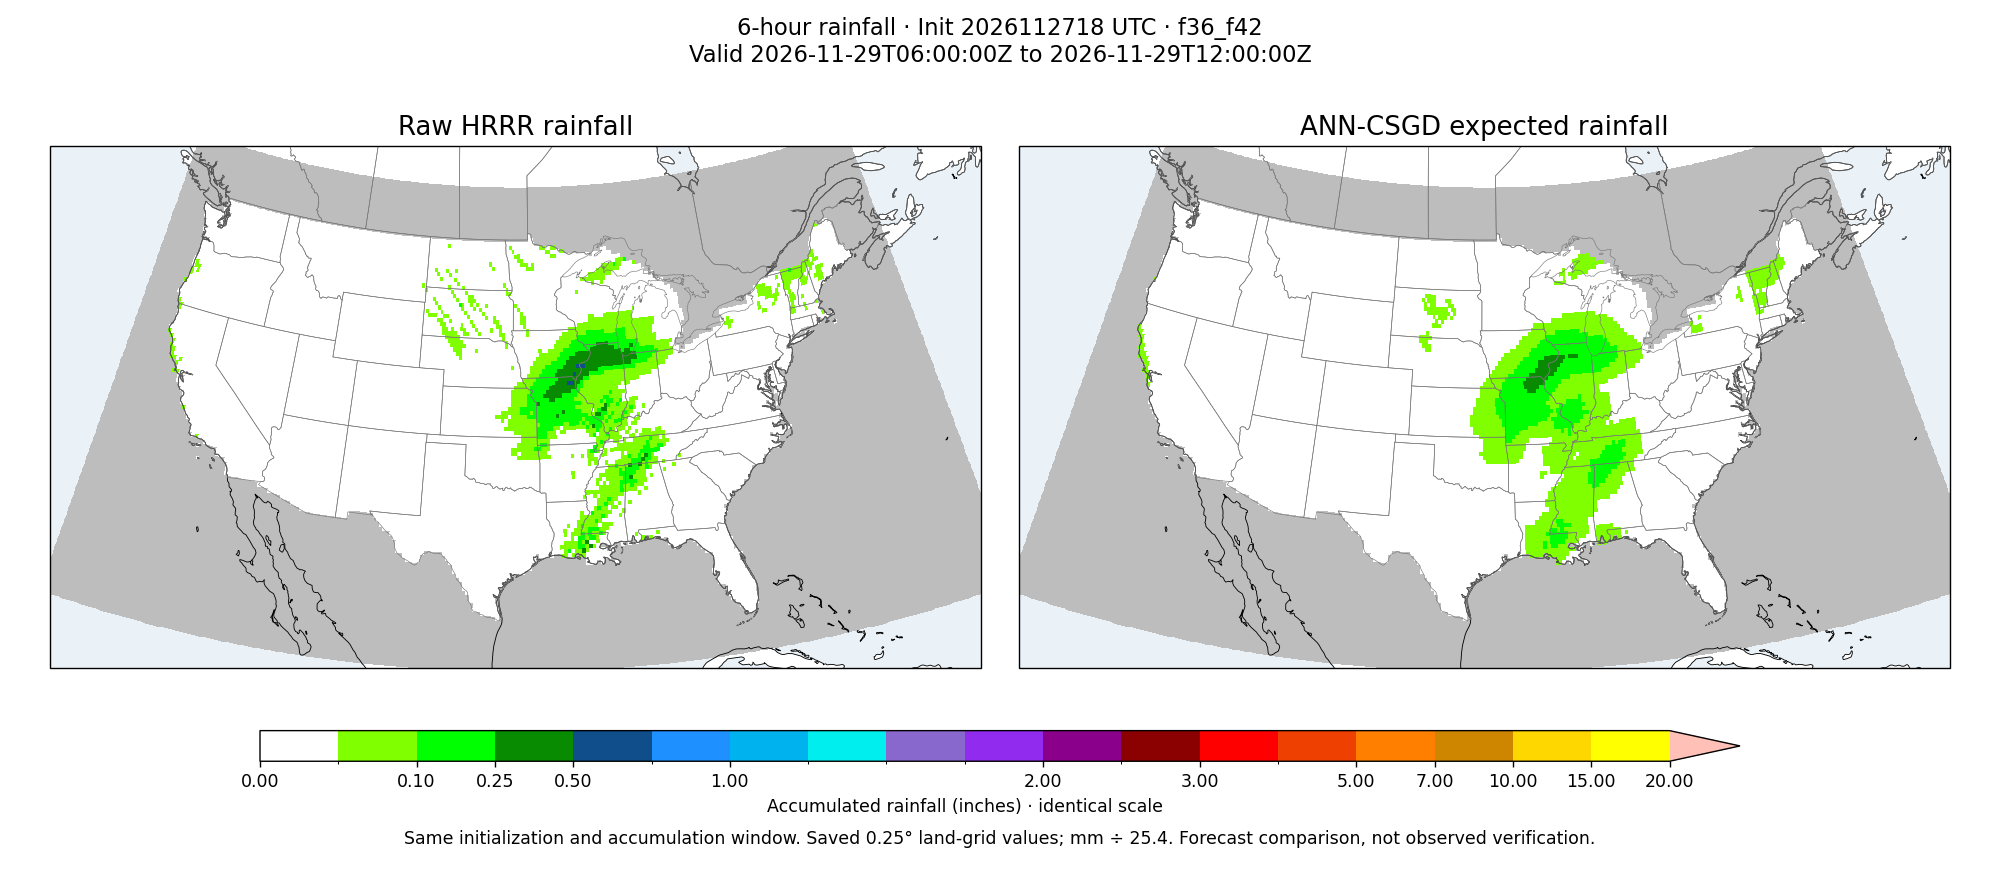 6-hour rainfall · Init 2026112718 UTC · f36_f42
Valid 2026-11-29T06:00:00Z to 2026-11-29T12:00:00Z
Raw HRRR rainfall
ANN-CSGD expected rainfall
0.00 0.10 0.25 0.50 1.00 2.00 3.00 5.00 7.00 10.00 15.00 20.00
Accumulated rainfall (inches) · identical scale
Same initialization and accumulation window. Saved 0.25° land-grid values; mm ÷ 25.4. Forecast comparison, not observed verification.